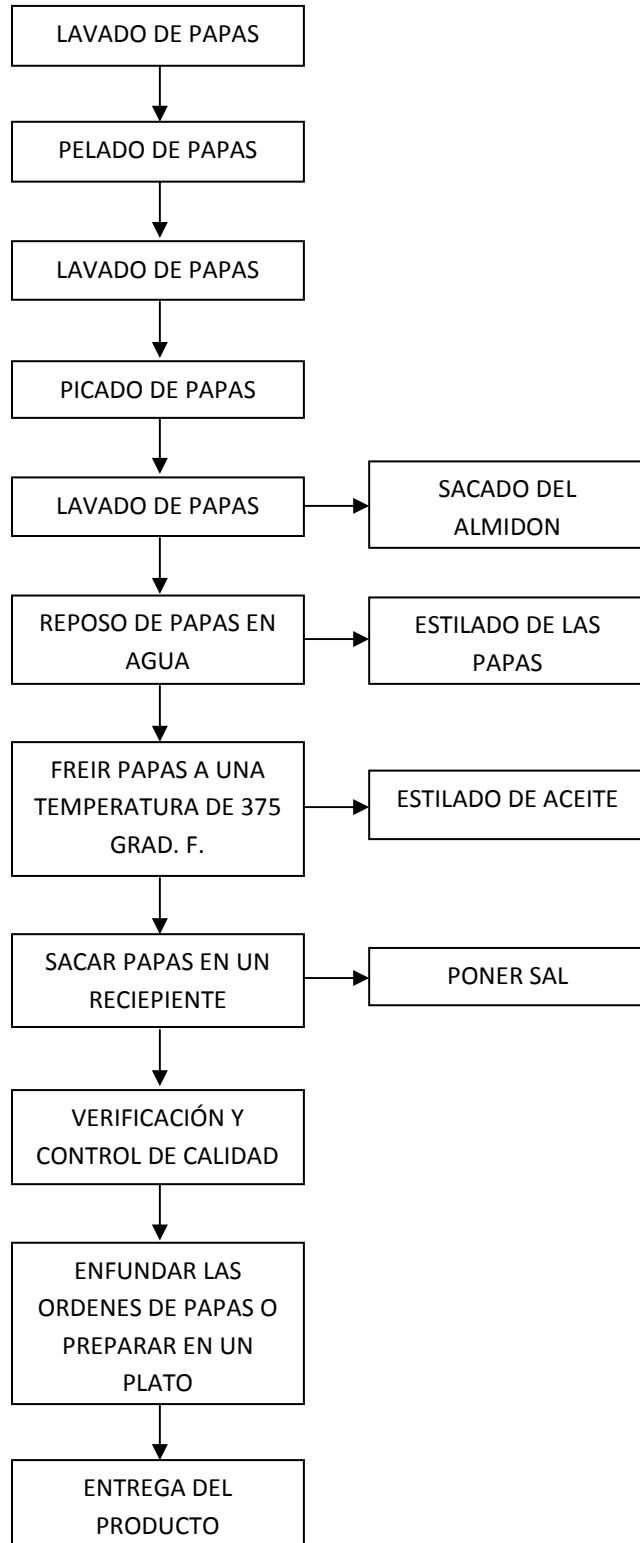 LAVADO DE PAPAS
PELADO DE PAPAS
LAVADO DE PAPAS
PICADO DE PAPAS
LAVADO DE PAPAS
SACADO DEL
ALMIDON
REPOSO DE PAPAS EN
AGUA
ESTILADO DE LAS
PAPAS
FREIR PAPAS A UNA
TEMPERATURA DE 375
GRAD. F.
ESTILADO DE ACEITE
SACAR PAPAS EN UN
RECIEPIENTE
PONER SAL
VERIFICACIÓN Y
CONTROL DE CALIDAD
ENFUNDAR LAS
ORDENES DE PAPAS O
PREPARAR EN UN
PLATO
ENTREGA DEL
PRODUCTO